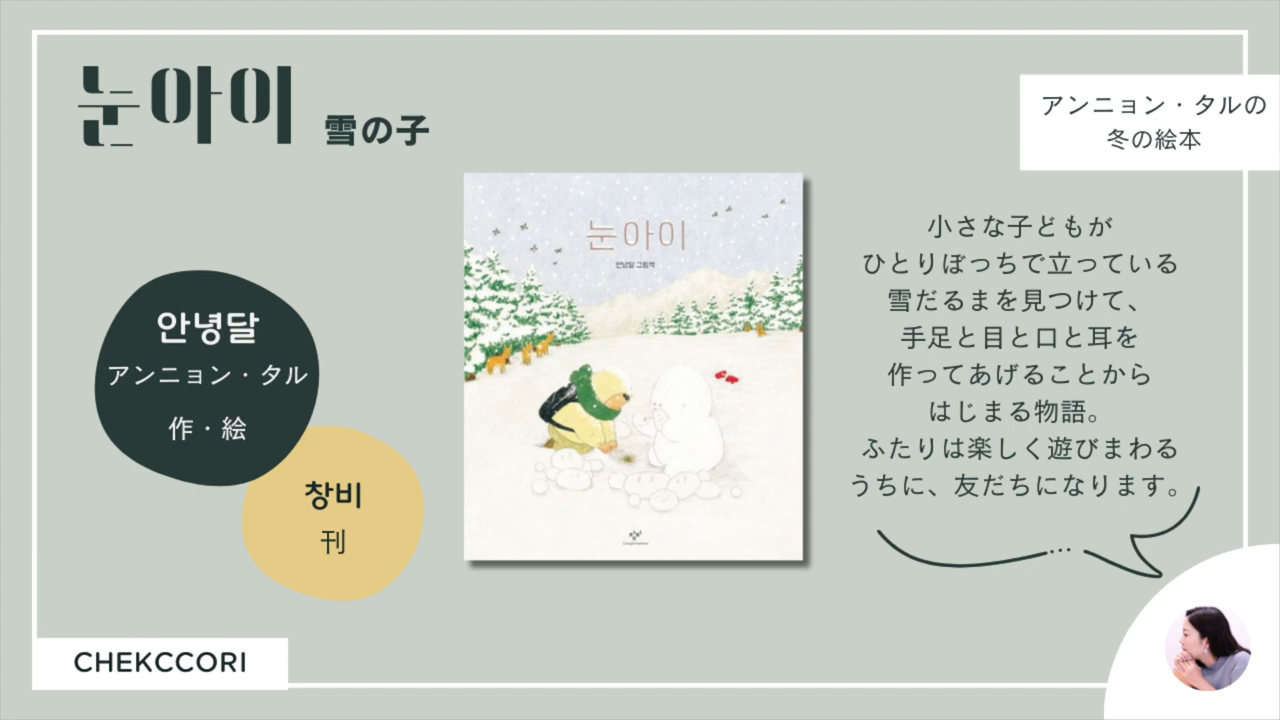 눈아이 雪の子
アンニョン・タルの
冬の絵本
눈아이
안녕달 그림책
안녕달
アンニョン・タル
作・絵
창비
刊
小さな子どもが
ひとりぼっちで立っている
雪だるまを見つけて、
手足と目と口と耳を
作ってあげることから
はじまる物語。
ふたりは楽しく遊びまわる
うちに、友だちになります。
CHEKCCORI